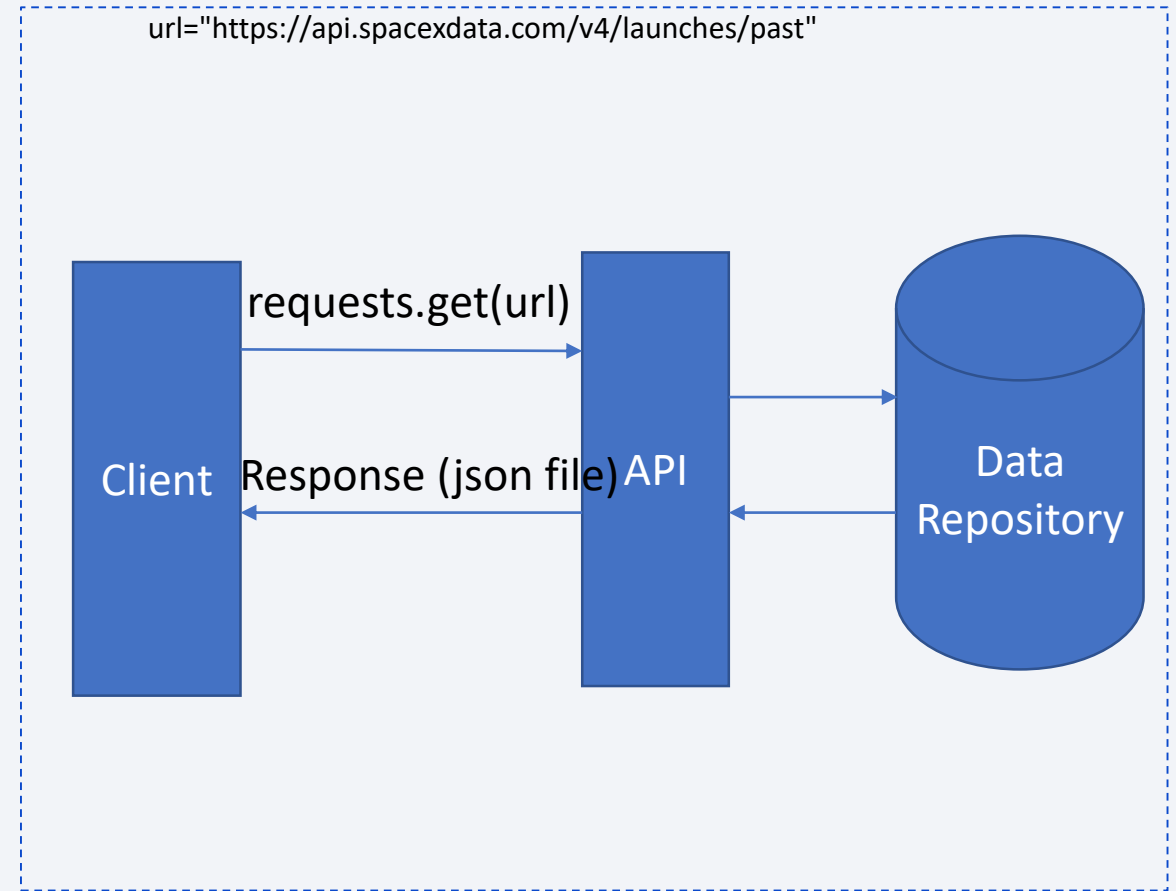 url="https://api.spacexdata.com/v4/launches/past"
requests.get(url)
Client
Response (json file)
API
Data
Repository